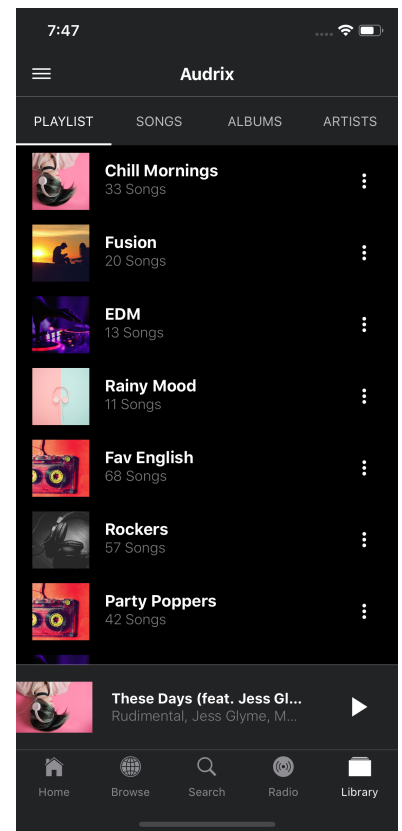 7:47
Audrix
PLAYLIST SONGS ALBUMS ARTISTS
Chill Mornings
33 Songs
Fusion
20 Songs
EDM
13 Songs
Rainy Mood
11 Songs
Fav English
68 Songs
Rockers
57 Songs
Party Poppers
42 Songs
These Days (feat. Jess Gl...
Rudimental, Jess Glyme, M...
Home Browse Search Radio Library